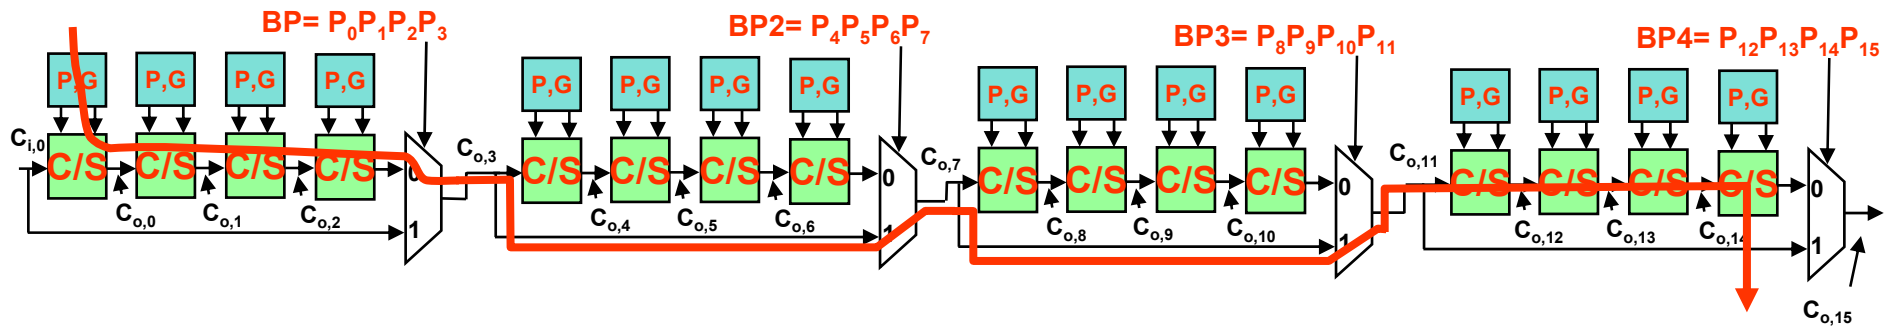 BP= P0P1P2P3
BP2= P4P5P6P7
BP3= P8P9P10P11
BP4= P12P13P14P15
P,G P,G P,G P,G
P,G P,G P,G P,G
P,G P,G P,G P,G
P,G P,G P,G P,G
Ci,0
C/S C/S C/S C/S
0
1
Co,0 Co,1 Co,2
Co,3
C/S C/S C/S C/S
0
1
Co,4 Co,5 Co,6
Co,7
C/S C/S C/S C/S
0
1
Co,8 Co,9 Co,10
Co,11
C/S C/S C/S C/S
0
1
Co,12 Co,13 Co,14
Co,15